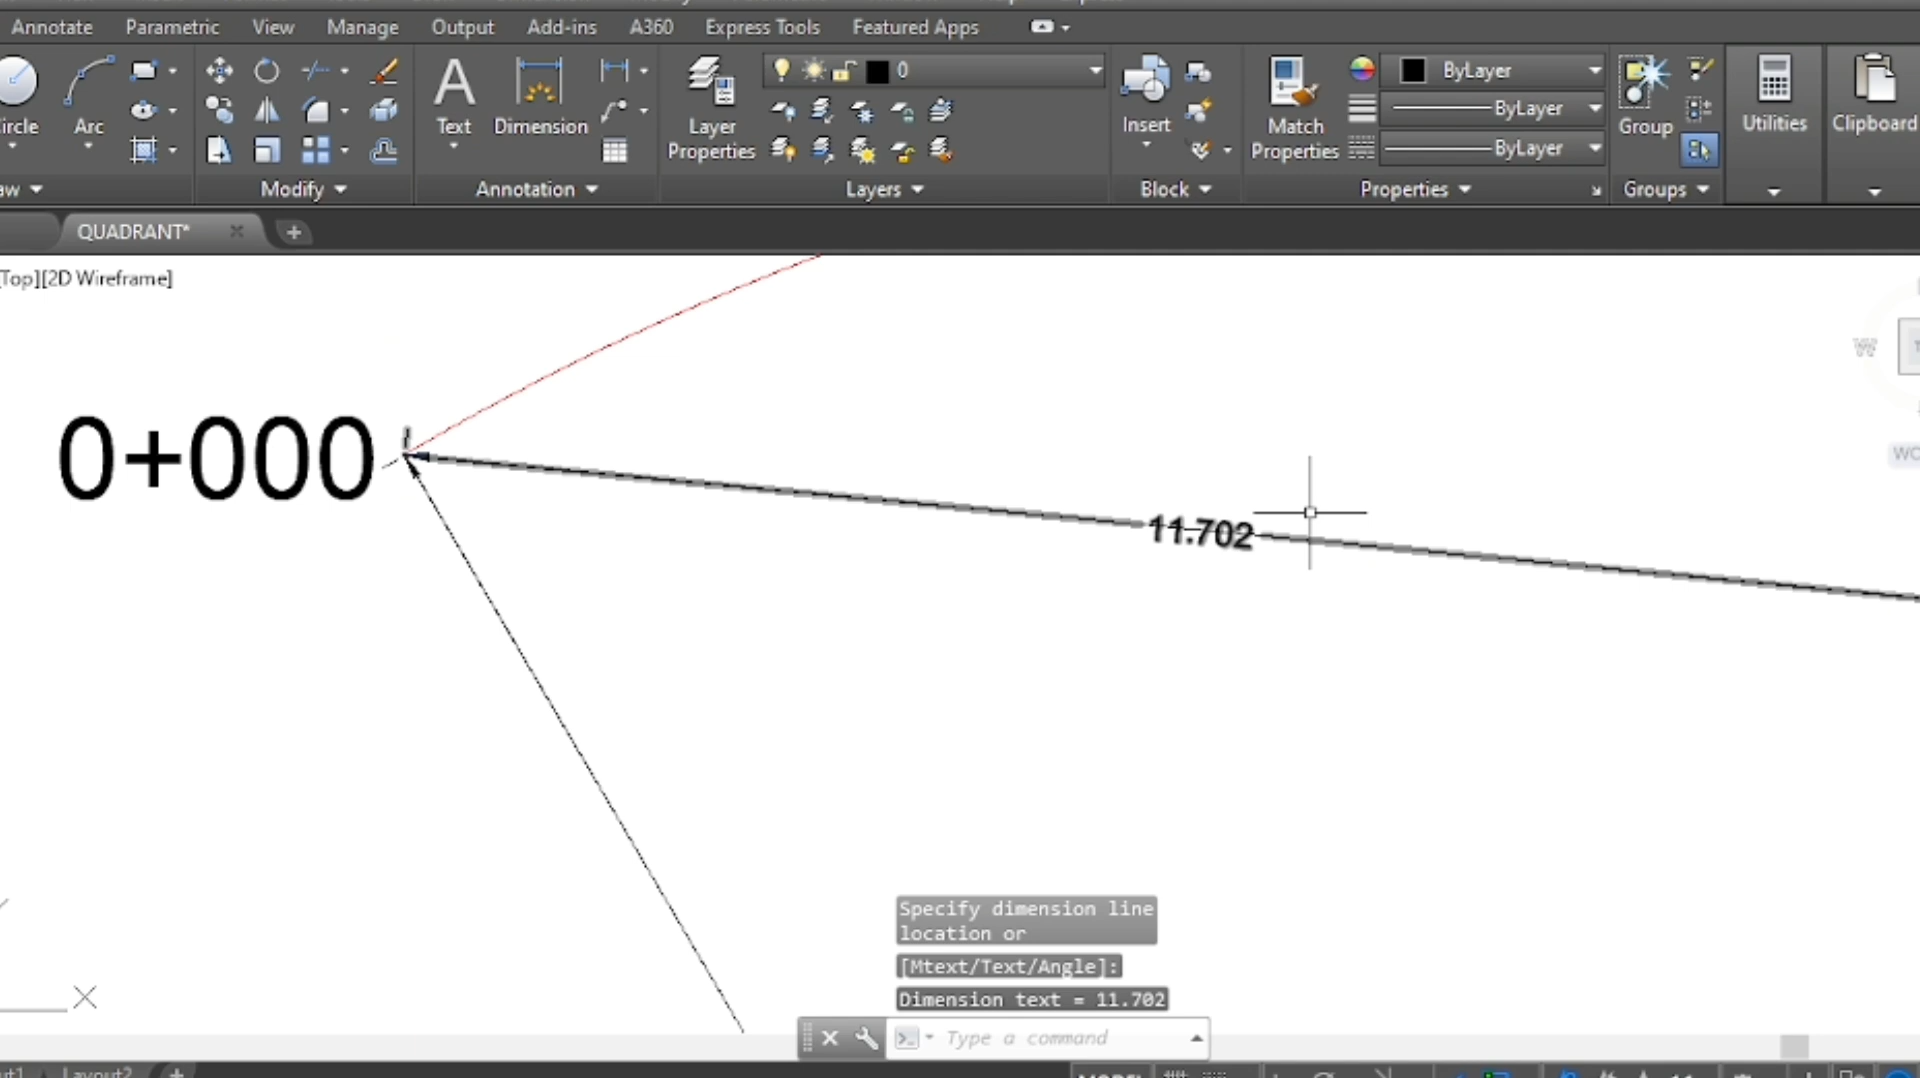 Annotate Parametric View Manage Output Add-ins A360 Express Tools Featured Apps
0 ByLayer
ByLayer
ByLayer
Arc Text Dimension Layer Properties Insert Match Properties Group Utilities Clipboard
Modify Annotation Layers Block Properties Groups
QUADRANT*
[2D Wireframe]
W
0+000
11.702
Specify dimension line
location or
[Mtext/Text/Angle]:
Dimension text = 11.702
Type a command
Layout2